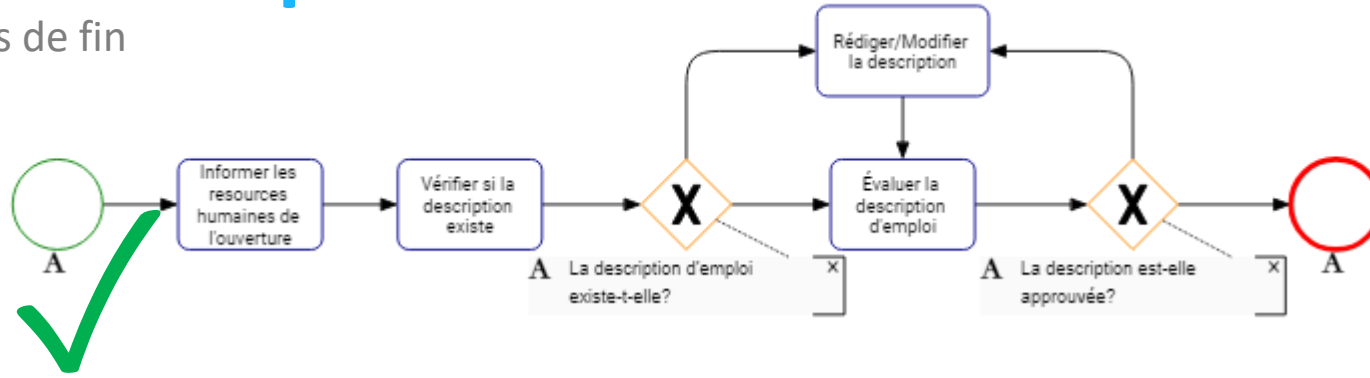 s de fin
Rédiger/Modifier
la description
Informer les
resources
humaines de
l'ouverture
Vérifier si la
description
existe
X
Évaluer la
description
d'emploi
X
A
A La description d'emploi
existe-t-elle?
X
A La description est-elle
approuvée?
X
A